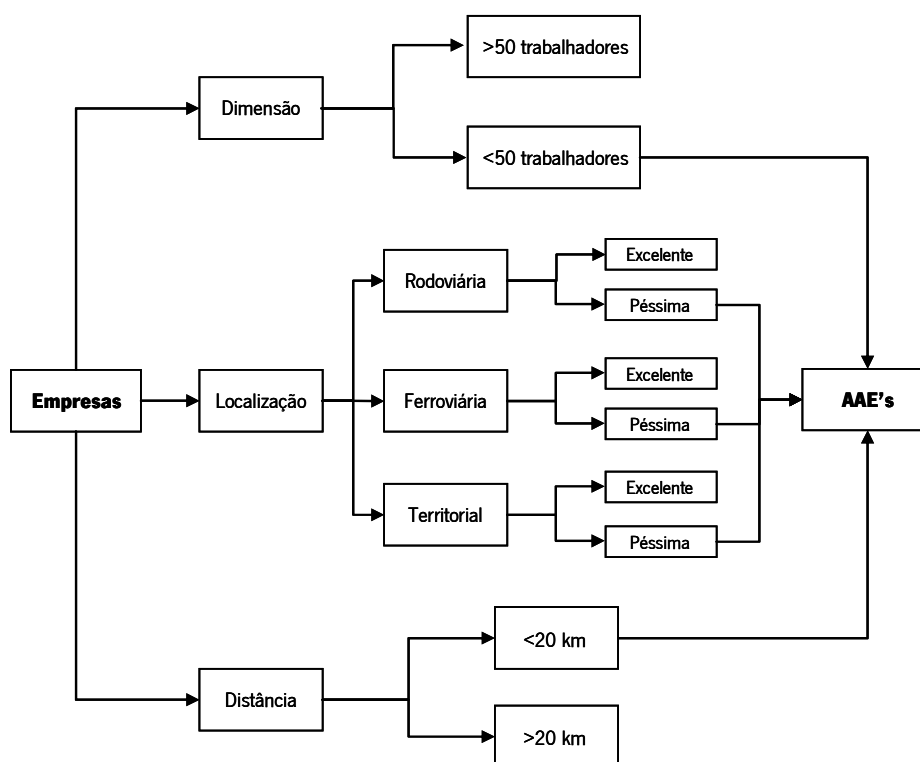 >50 trabalhadores
Dimensão
<50 trabalhadores
Rodoviária
Excelente
Péssima
Empresas
Localização
Ferroviária
Excelente
Péssima
AAE's
Territorial
Excelente
Péssima
<20 km
Distância
>20 km